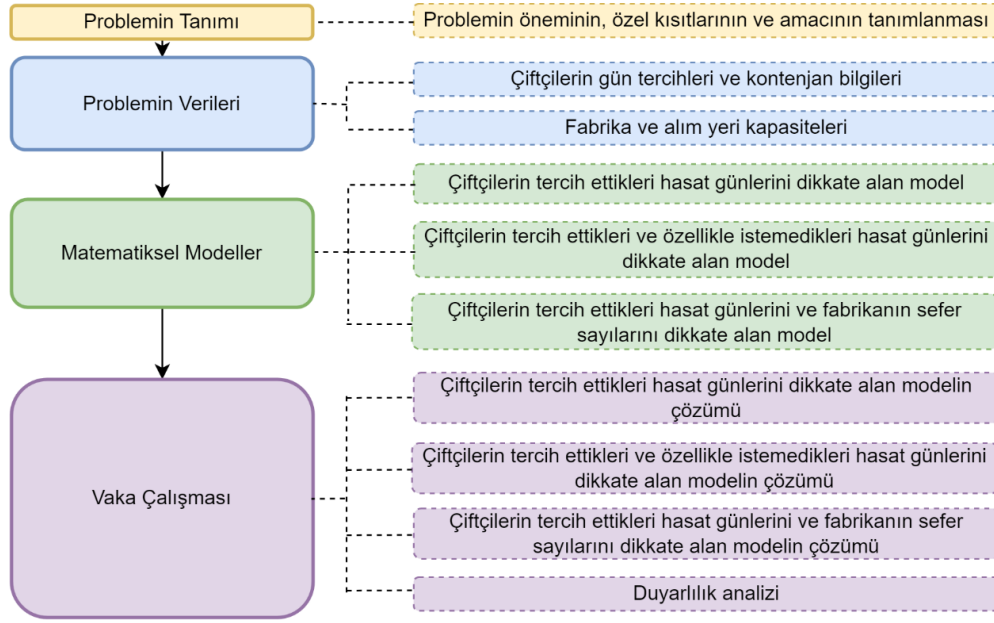 Problemin Tanımı
Problemin öneminin, özel kısıtlarının ve amacının tanımlanması
Problemin Verileri
Çiftçilerin gün tercihleri ve kontenjan bilgileri
Fabrika ve alım yeri kapasiteleri
Matematiksel Modeller
Çiftçilerin tercih ettikleri hasat günlerini dikkate alan model
Çiftçilerin tercih ettikleri ve özellikle istemedikleri hasat günlerini
dikkate alan model
Çiftçilerin tercih ettikleri hasat günlerini ve fabrikanın sefer
sayılarını dikkate alan model
Vaka Çalışması
Çiftçilerin tercih ettikleri hasat günlerini dikkate alan modelin
çözümü
Çiftçilerin tercih ettikleri ve özellikle istemedikleri hasat günlerini
dikkate alan modelin çözümü
Çiftçilerin tercih ettikleri hasat günlerini ve fabrikanın sefer
sayılarını dikkate alan modelin çözümü
Duyarlılık analizi